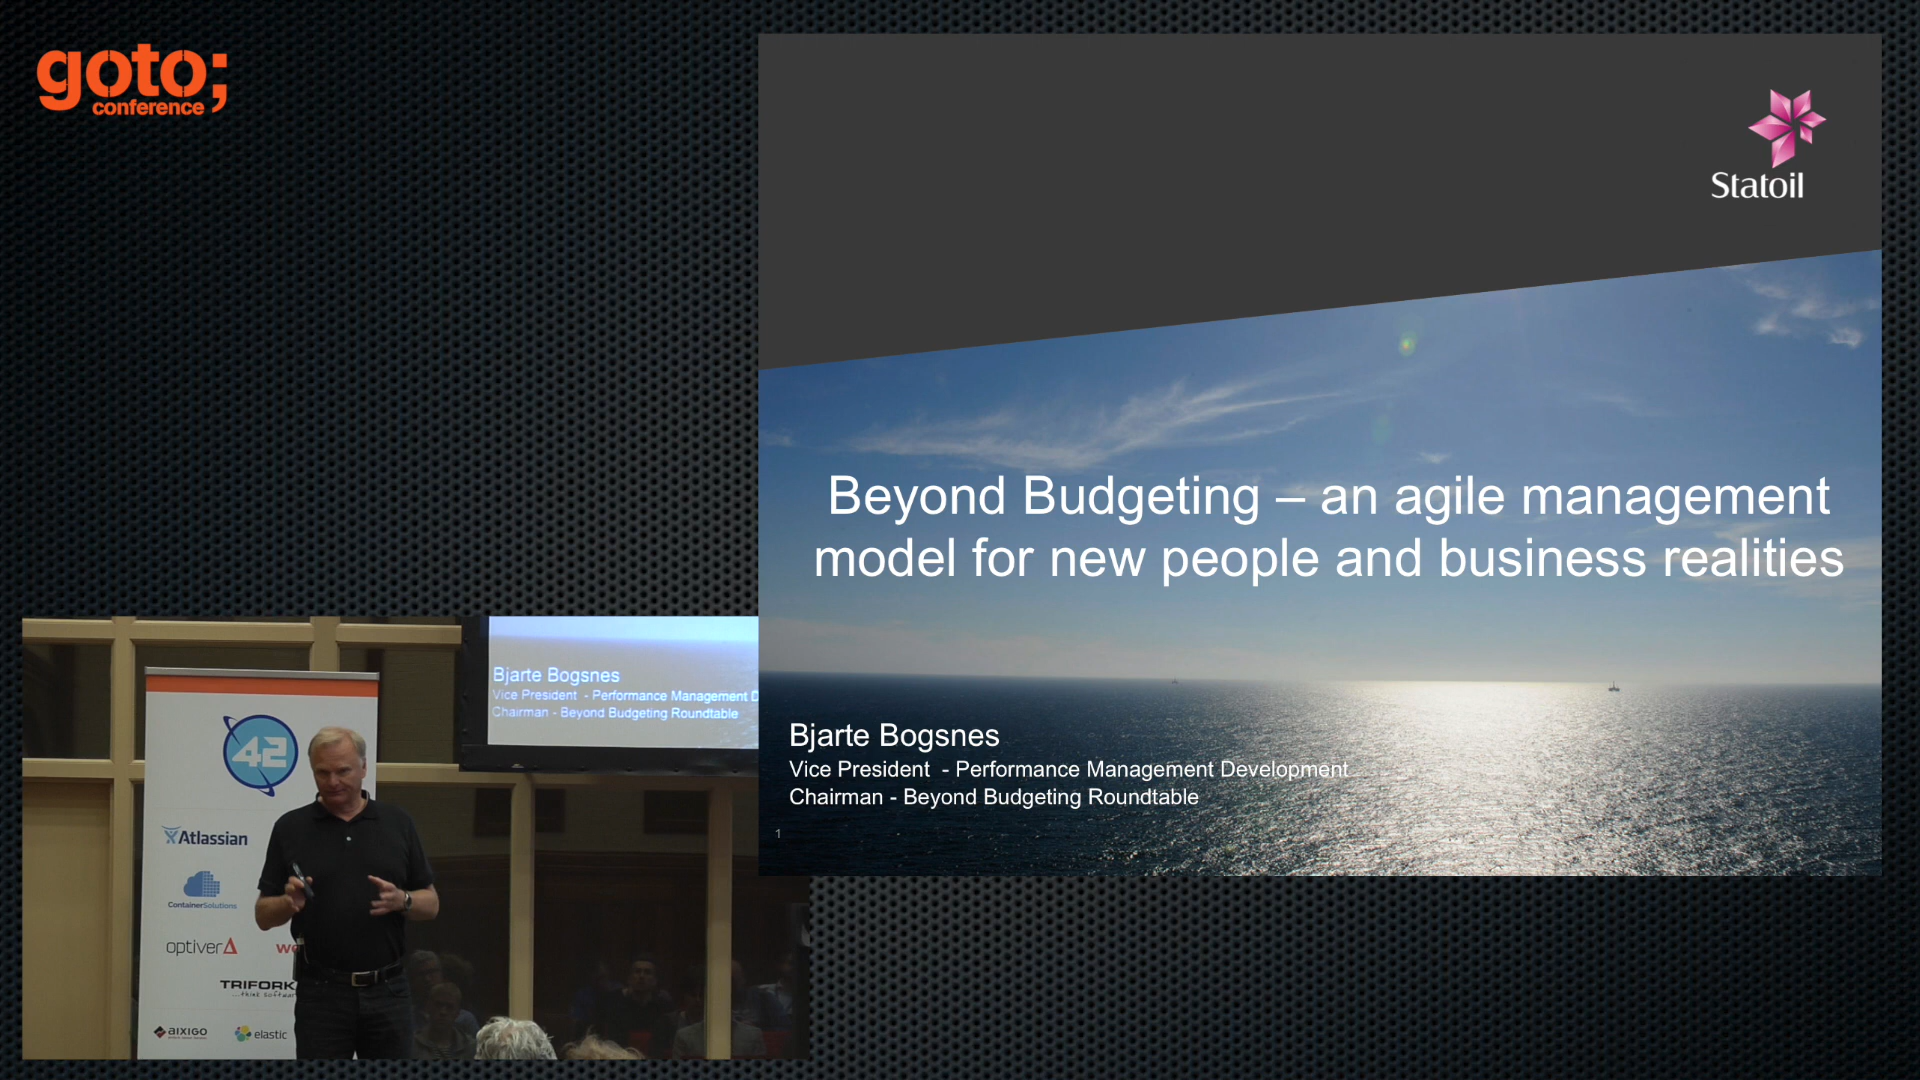 goto;
conference
Statoil
Beyond Budgeting – an agile management
model for new people and business realities
Bjarte Bogsnes
Vice President - Performance Management Development
Chairman - Beyond Budgeting Roundtable
1
Bjarte Bogsnes
Vice President - Performance Management D
Chairman - Beyond Budgeting Roundtable
42
Atlassian
ContainerSolutions
optiver
TRIFORK
...think software
aixigo
elastic